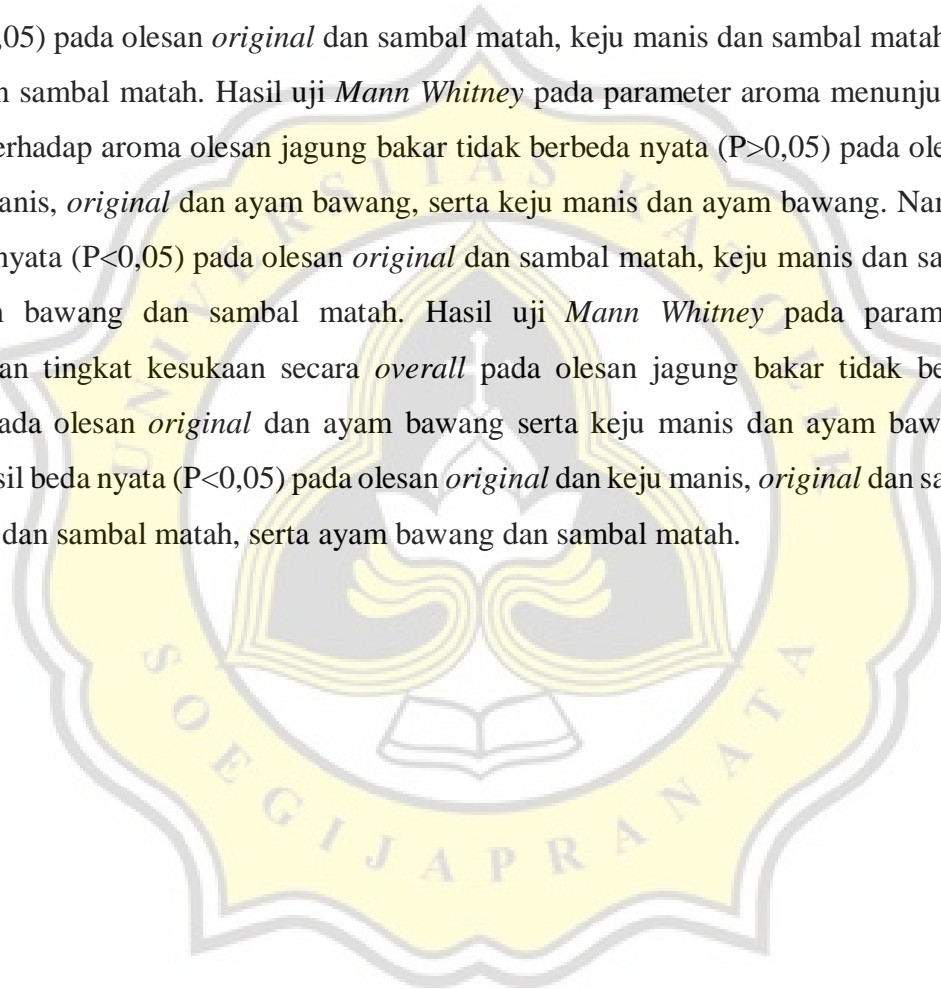 ,05) pada olesan original dan sambal matah, keju manis dan sambal matah
sambal matah. Hasil uji Mann Whitney pada parameter aroma menunju
erhadap aroma olesan jagung bakar tidak berbeda nyata (P>0,05) pada ole
anis, original dan ayam bawang, serta keju manis dan ayam bawang. Nar
nyata (P<0,05) pada olesan original dan sambal matah, keju manis dan sa
bawang dan sambal matah. Hasil uji Mann Whitney pada param
an tingkat kesukaan secara overall pada olesan jagung bakar tidak be
ada olesan original dan ayam bawang serta keju manis dan ayam baw
sil beda nyata (P<0,05) pada olesan original dan keju manis, original dan sa
dan sambal matah, serta ayam bawang dan sambal matah.
UNIVERSITAS KATOLIK
SOEGIJAPRANATA